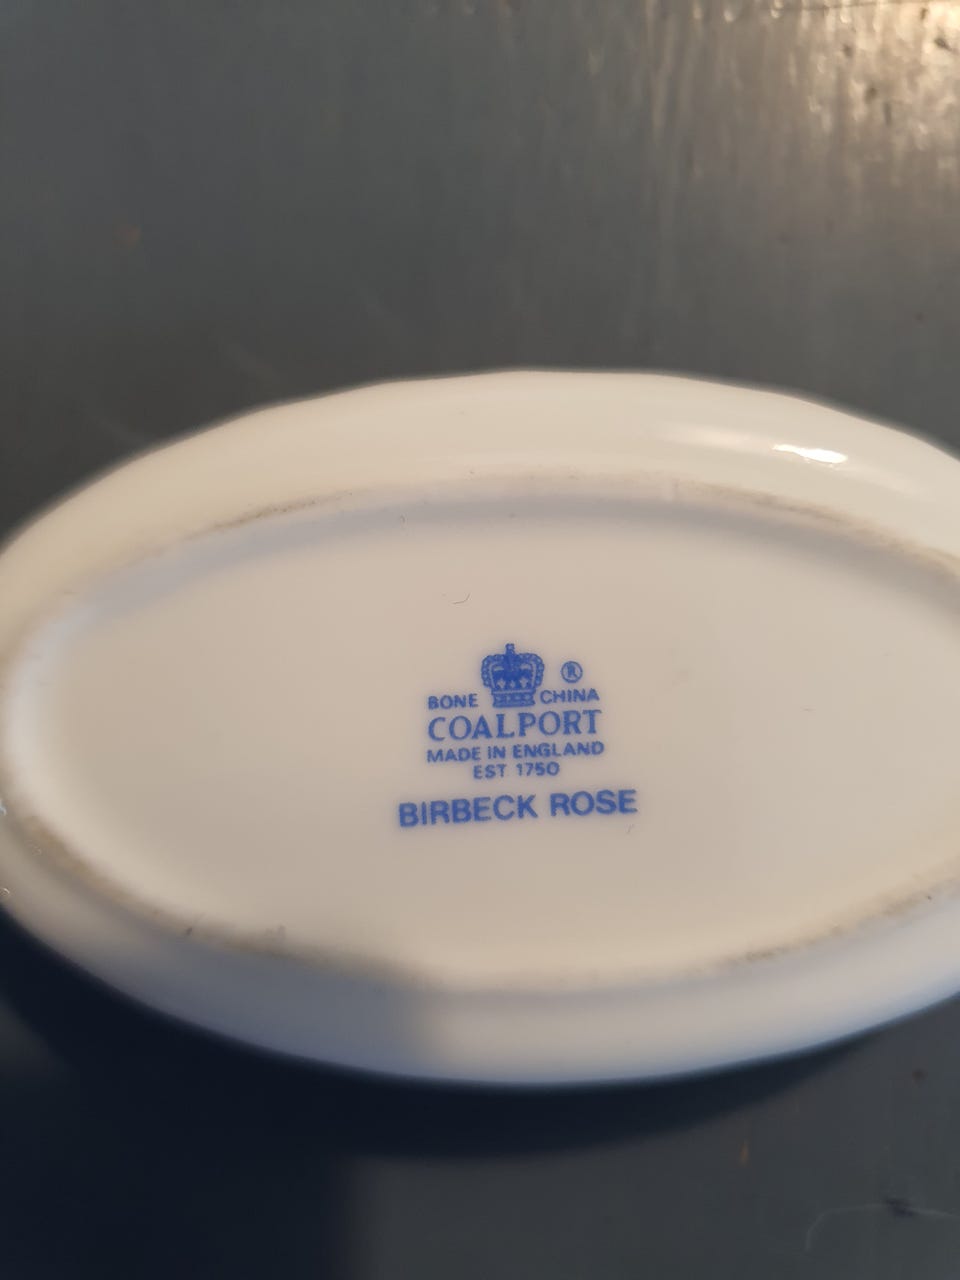 ®
BONE CHINA
COALPORT
MADE IN ENGLAND
EST 1750
BIRBECK ROSE